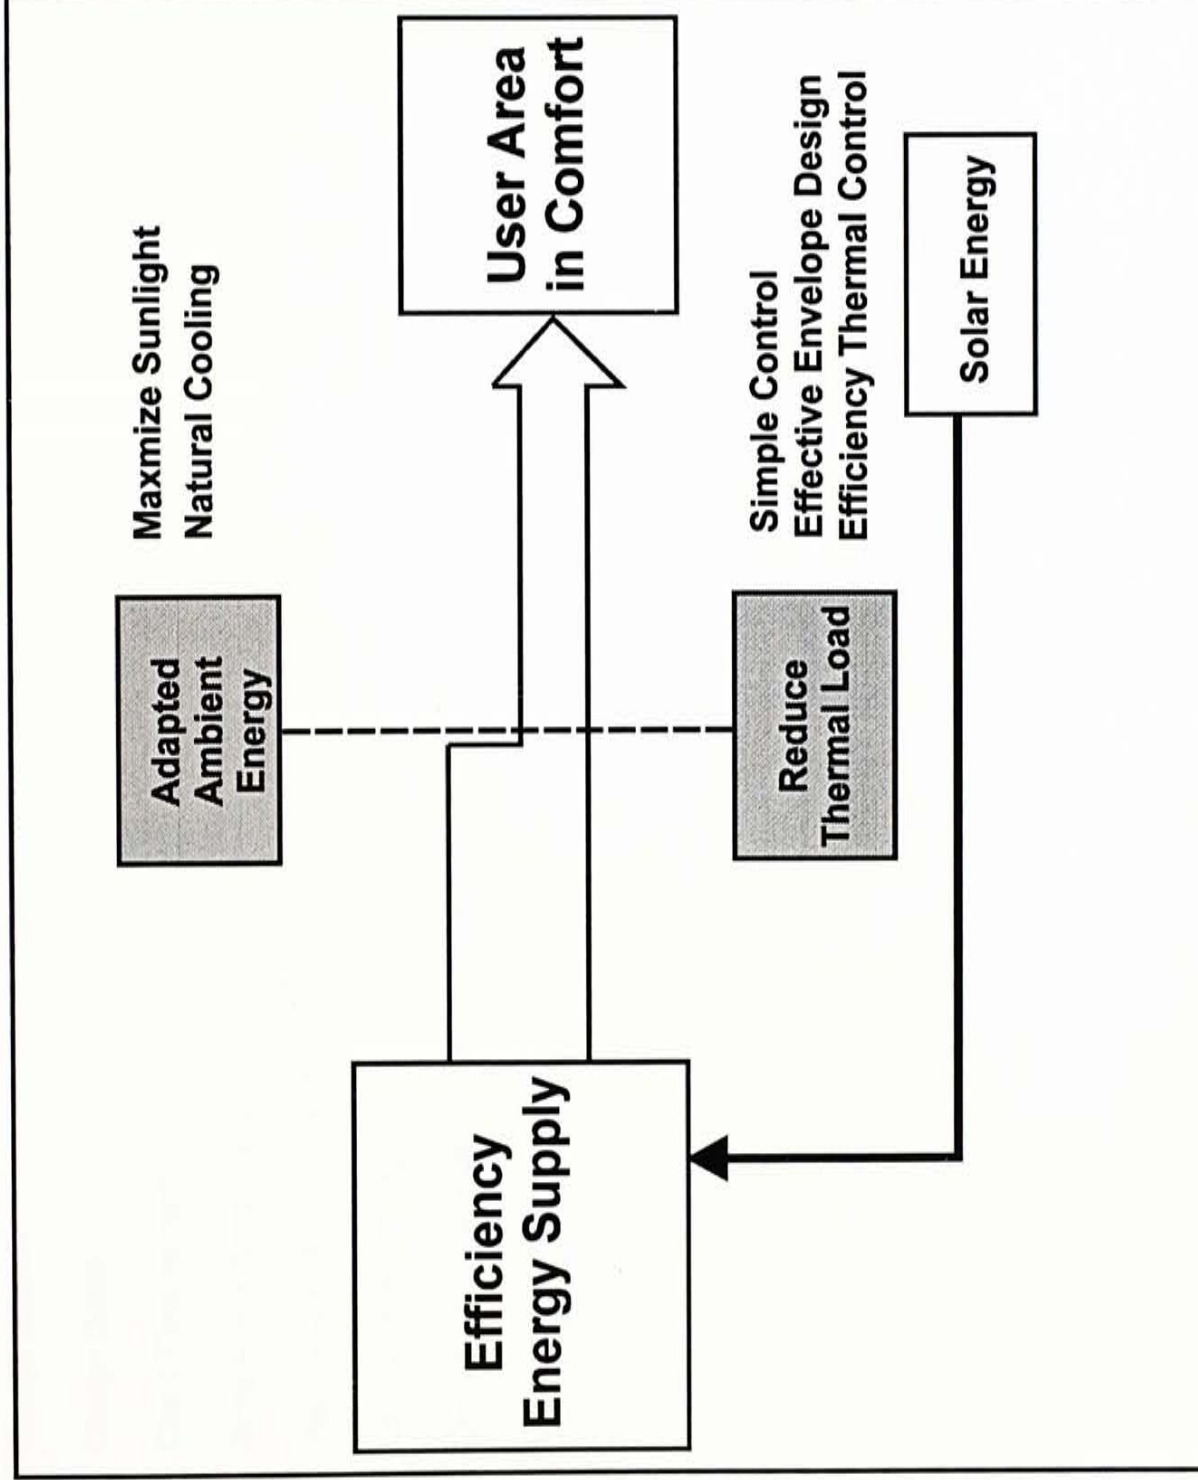 Adapted
Ambient
Energy
Maxmize Sunlight
Natural Cooling
Efficiency
Energy Supply
User Area
in Comfort
Reduce
Thermal Load
Simple Control
Effective Envelope Design
Efficiency Thermal Control
Solar Energy